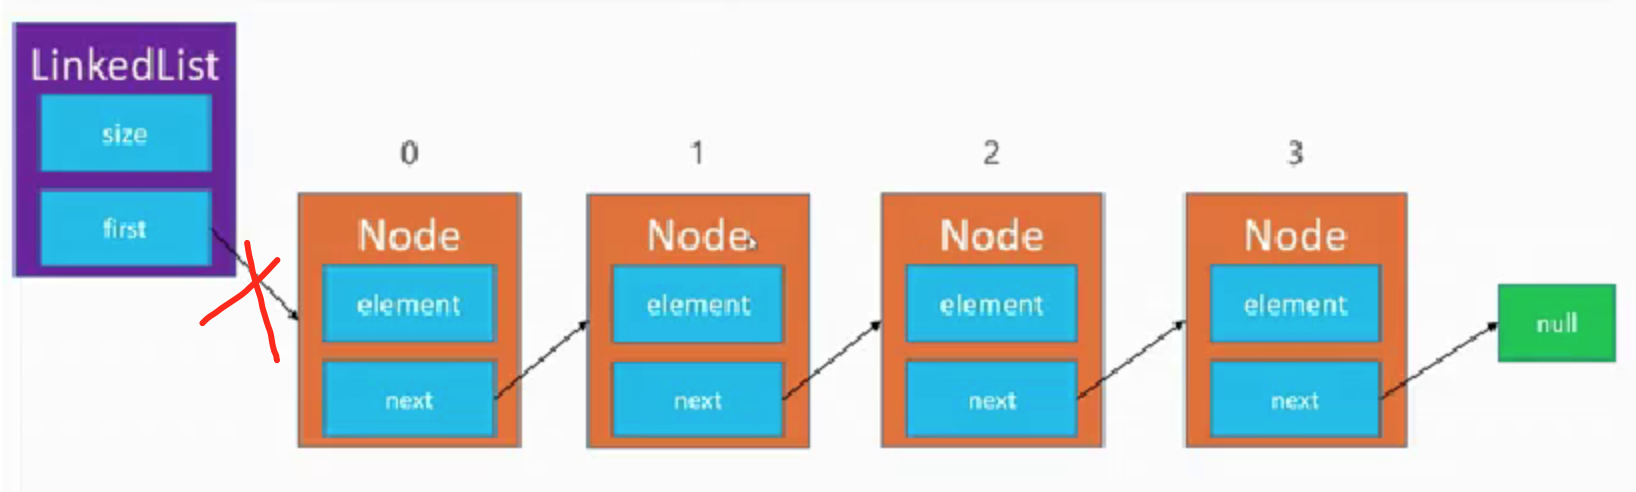 LinkedList
size
first
0
1
2
3
Node
element
next
Node
element
next
Node
element
next
Node
element
next
null